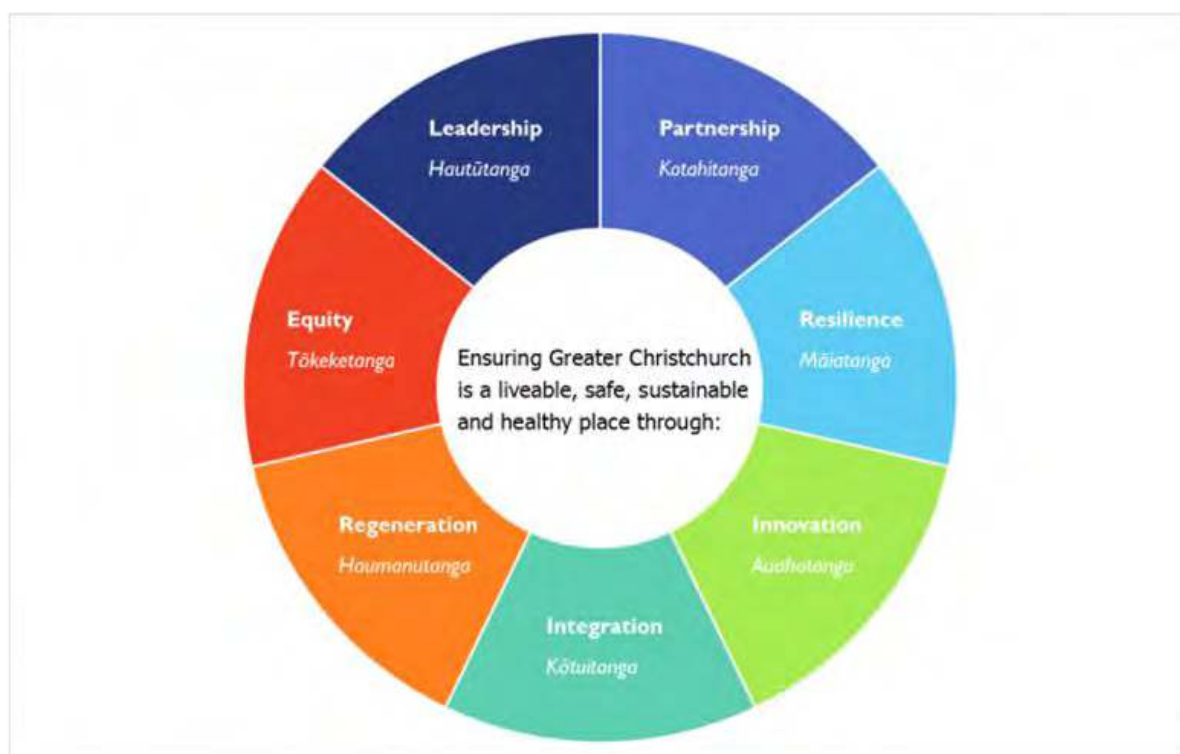 Leadership
Hautūtanga
Partnership
Kotahitanga
Equity
Tōkeketanga
Ensuring Greater Christchurch
is a liveable, safe, sustainable
and healthy place through:
Resilience
Māiatanga
Regeneration
Haumanutanga
Innovation
Auahatanga
Integration
Kōtuitanga